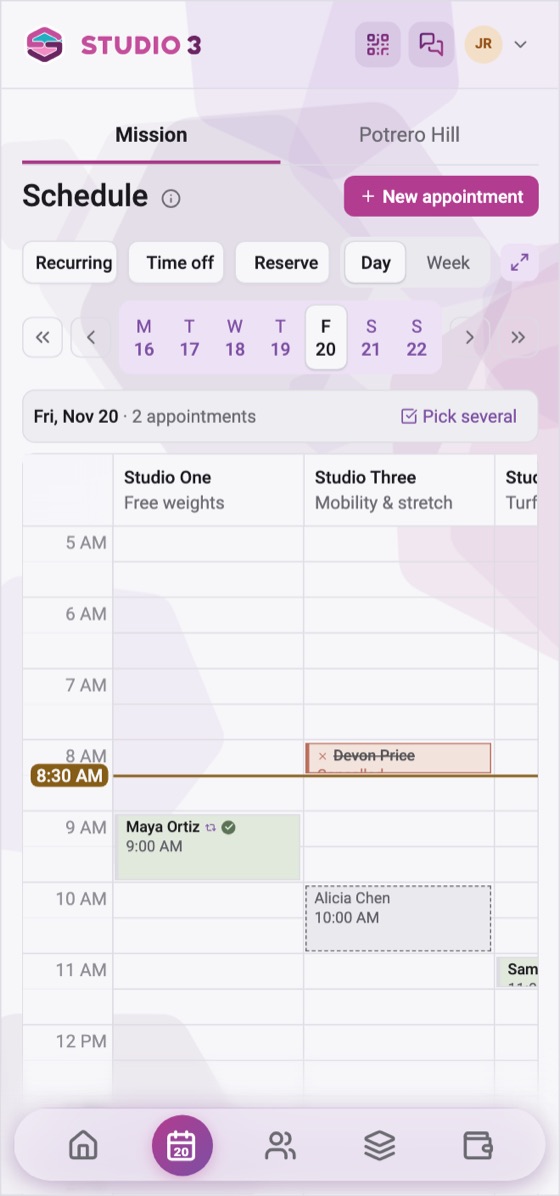 STUDIO 3
JR
Mission
Potrero Hill
Schedule
+ New appointment
Recurring
Time off
Reserve
Day
Week
M
T
W
T
F
S
S
16
17
18
19
20
21
22
Fri, Nov 20 · 2 appointments
Pick several
Studio One
Free weights
Studio Three
Mobility & stretch
5 AM
6 AM
7 AM
8 AM
Devon Price
8:30 AM
9 AM
Maya Ortiz
9:00 AM
10 AM
Alicia Chen
10:00 AM
11 AM
Sam
12 PM
20